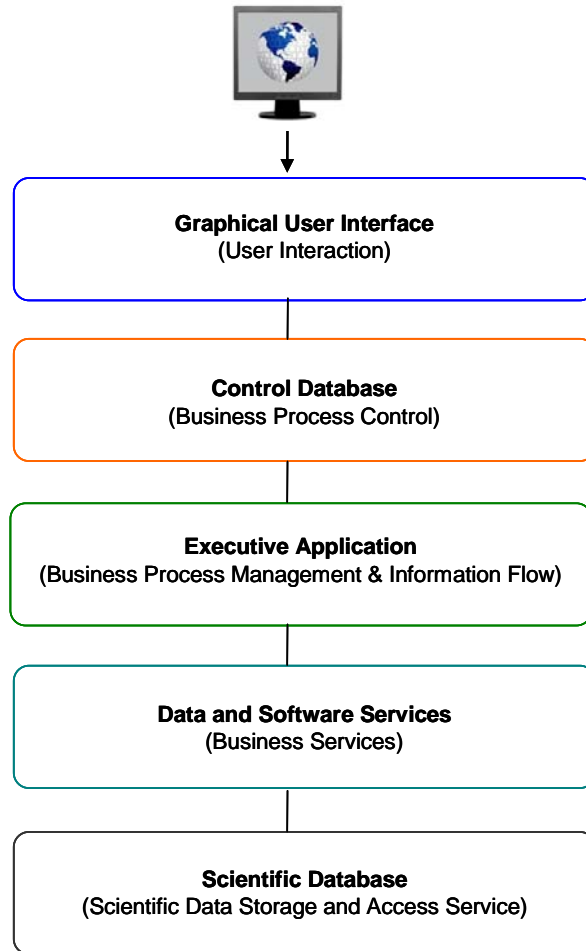 Graphical User Interface
(User Interaction)
Control Database
(Business Process Control)
Executive Application
(Business Process Management & Information Flow)
Data and Software Services
(Business Services)
Scientific Database
(Scientific Data Storage and Access Service)